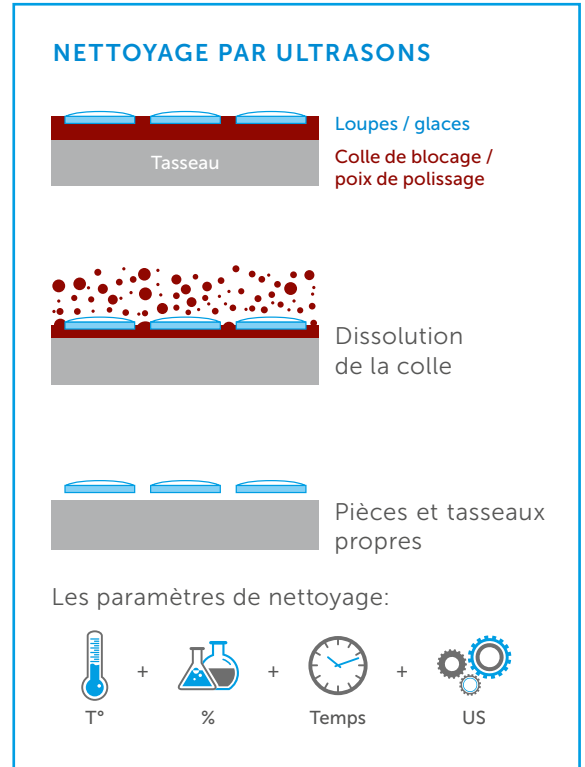 NETTOYAGE PAR ULTRASONS
Loupes / glaces
Tasseau
Colle de blocage /
poix de polissage
Dissolution
de la colle
Pièces et tasseaux
propres
Les paramètres de nettoyage:
+ + +
T° % Temps US